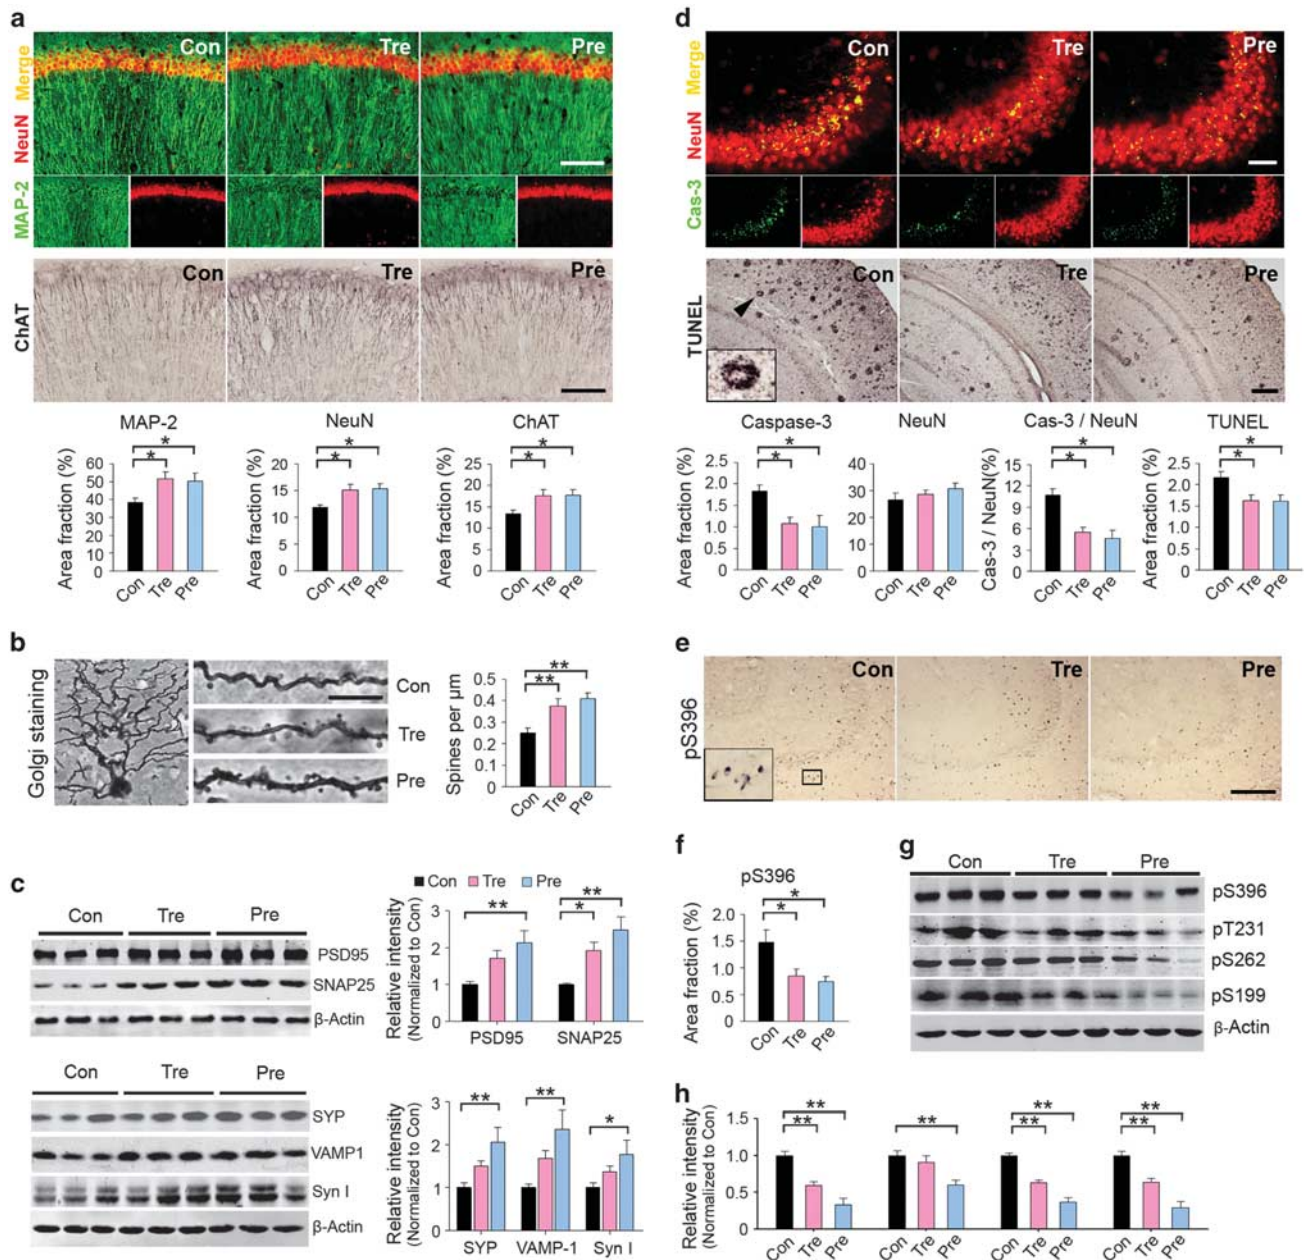 a
MAP-2 NeuN Merge
Con
Tre
Pre
ChAT
Con
Tre
Pre
MAP-2
Area fraction (%)
60
50
40
30
20
10
0
*
*
Con
Tre
Pre
NeuN
Area fraction (%)
20
15
10
5
0
*
*
Con
Tre
Pre
ChAT
Area fraction (%)
25
20
15
10
5
0
*
*
Con
Tre
Pre
b
Golgi staining
Con
Tre
Pre
Spines per μm
0.5
0.4
0.3
0.2
0.1
0
**
**
Con
Tre
Pre
c
Con
Tre
Pre
PSD95
SNAP25
β-Actin
Con Tre Pre
Relative intensity
(Normalized to Con)
3
2
1
0
**
**
*
PSD95
SNAP25
Con
Tre
Pre
SYP
VAMP1
Syn I
β-Actin
Relative intensity
(Normalized to Con)
3
2
1
0
**
**
*
SYP
VAMP-1
Syn I
d
Cas-3 NeuN Merge
Con
Tre
Pre
TUNEL
Con
Tre
Pre
Caspase-3
Area fraction (%)
2.5
2.0
1.5
1.0
0.5
0
*
*
Con
Tre
Pre
NeuN
40
30
20
10
0
Con
Tre
Pre
Cas-3 / NeuN
Cas-3 / NeuN(%)
15
12
9
6
3
0
*
*
Con
Tre
Pre
TUNEL
Area fraction (%)
2.5
2.0
1.5
1.0
0.5
0
*
*
Con
Tre
Pre
e
pS396
Con
Tre
Pre
f
pS396
Area fraction (%)
2.0
1.5
1.0
0.5
0
*
*
Con
Tre
Pre
g
Con
Tre
Pre
pS396
pT231
pS262
pS199
β-Actin
h
Relative intensity
(Normalized to Con)
1.5
1.0
0.5
0
**
**
Con
Tre
Pre
**
Con
Tre
Pre
**
**
Con
Tre
Pre
**
**
Con
Tre
Pre